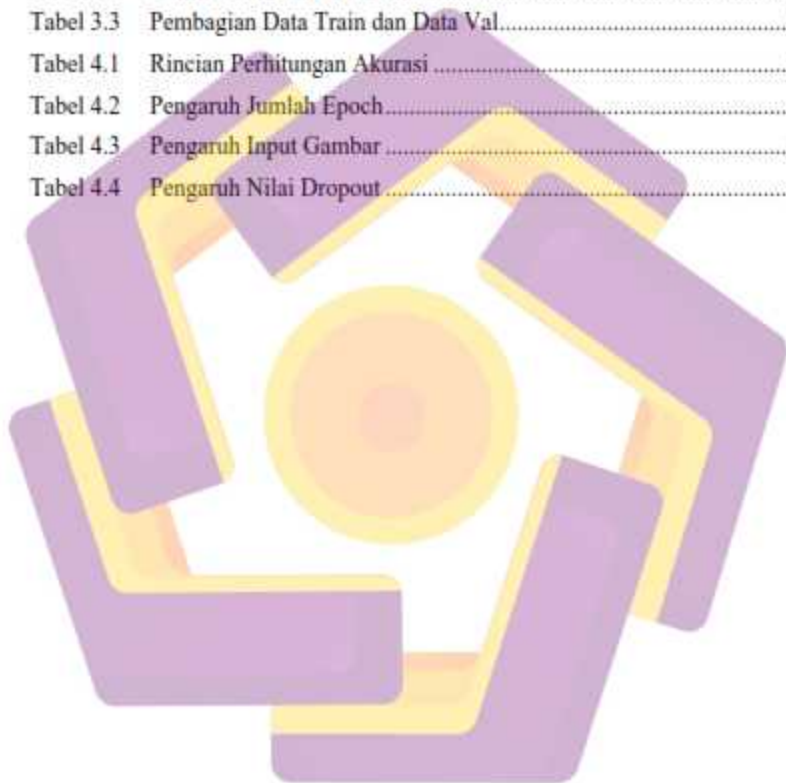 Tabel 3.3 Pembagian Data Train dan Data Val........................................................
Tabel 4.1 Rincian Perhitungan Akurasi ....................................................................
Tabel 4.2 Pengaruh Jumlah Epoch.............................................................................
Tabel 4.3 Pengaruh Input Gambar .............................................................................
Tabel 4.4 Pengaruh Nilai Dropout .............................................................................